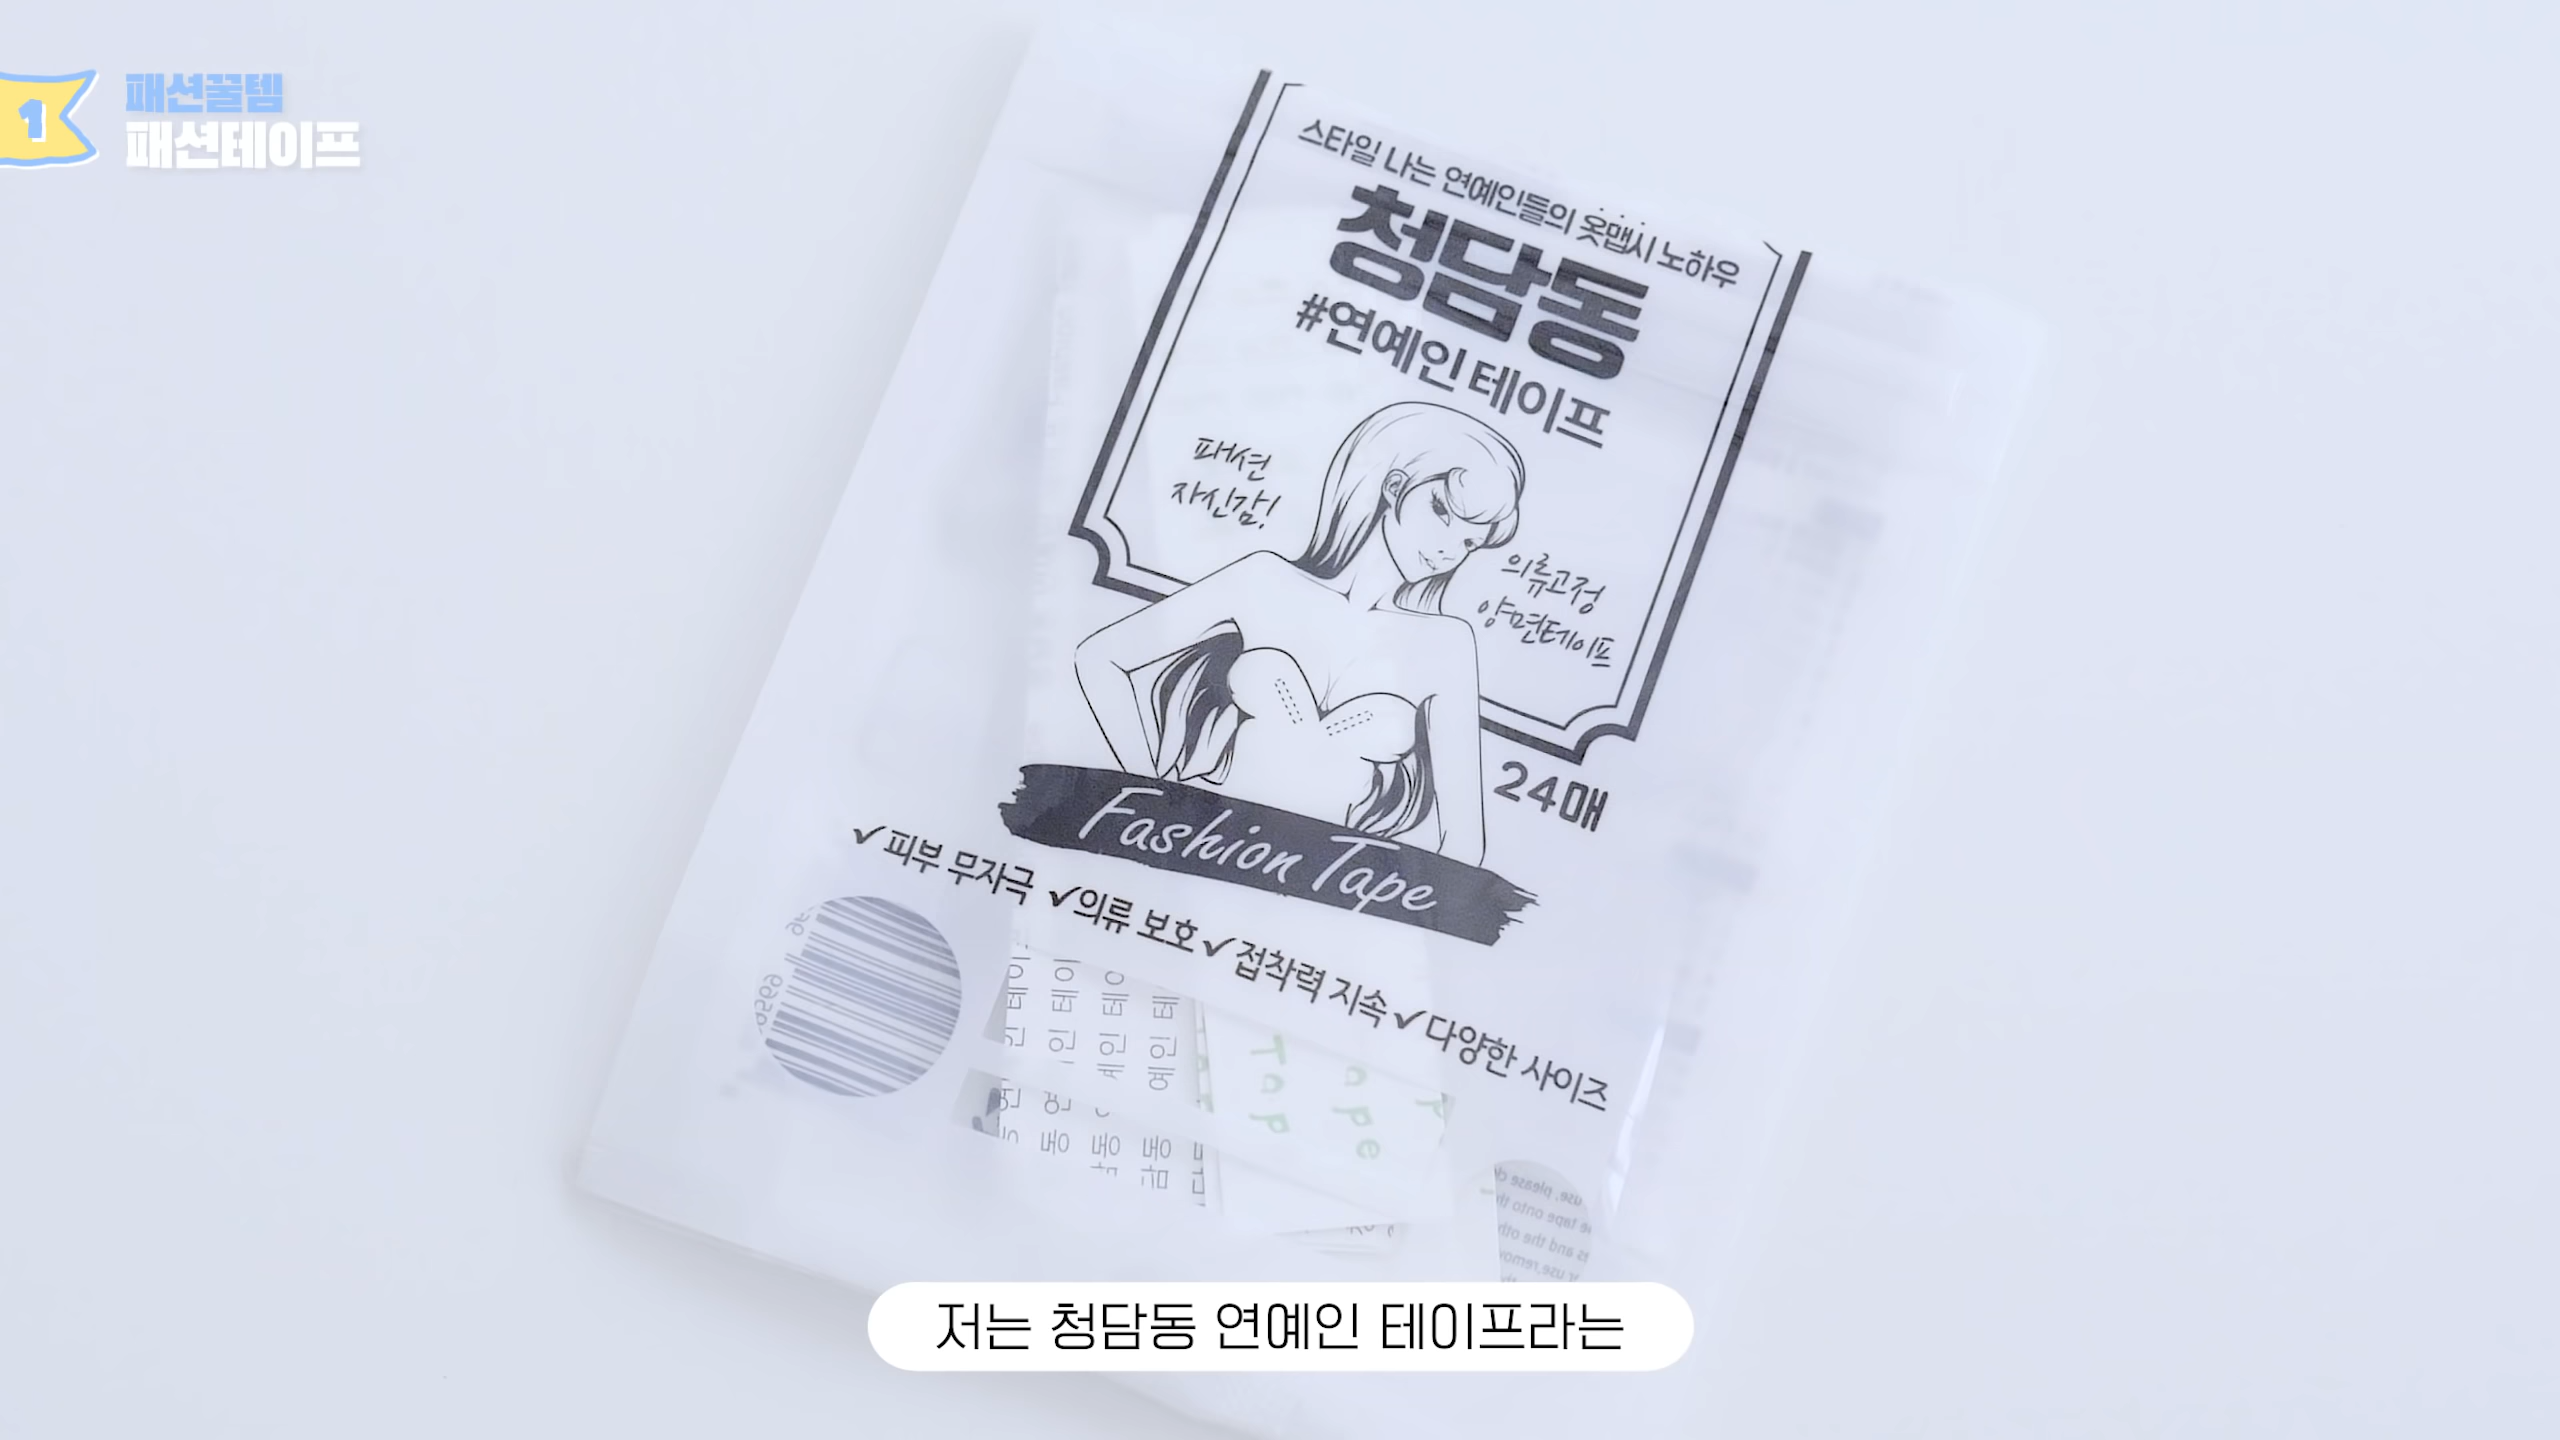 1
패션꿀템
패션테이프
스타일 나는 연예인들의 옷맵시 노하우
청담동
#연예인 테이프
패션
자신감!
의류고정
양면테이프
24매
Fashion Tape
✓피부 무자극 ✓의류 보호 ✓접착력 지속 ✓다양한 사이즈
저는 청담동 연예인 테이프라는